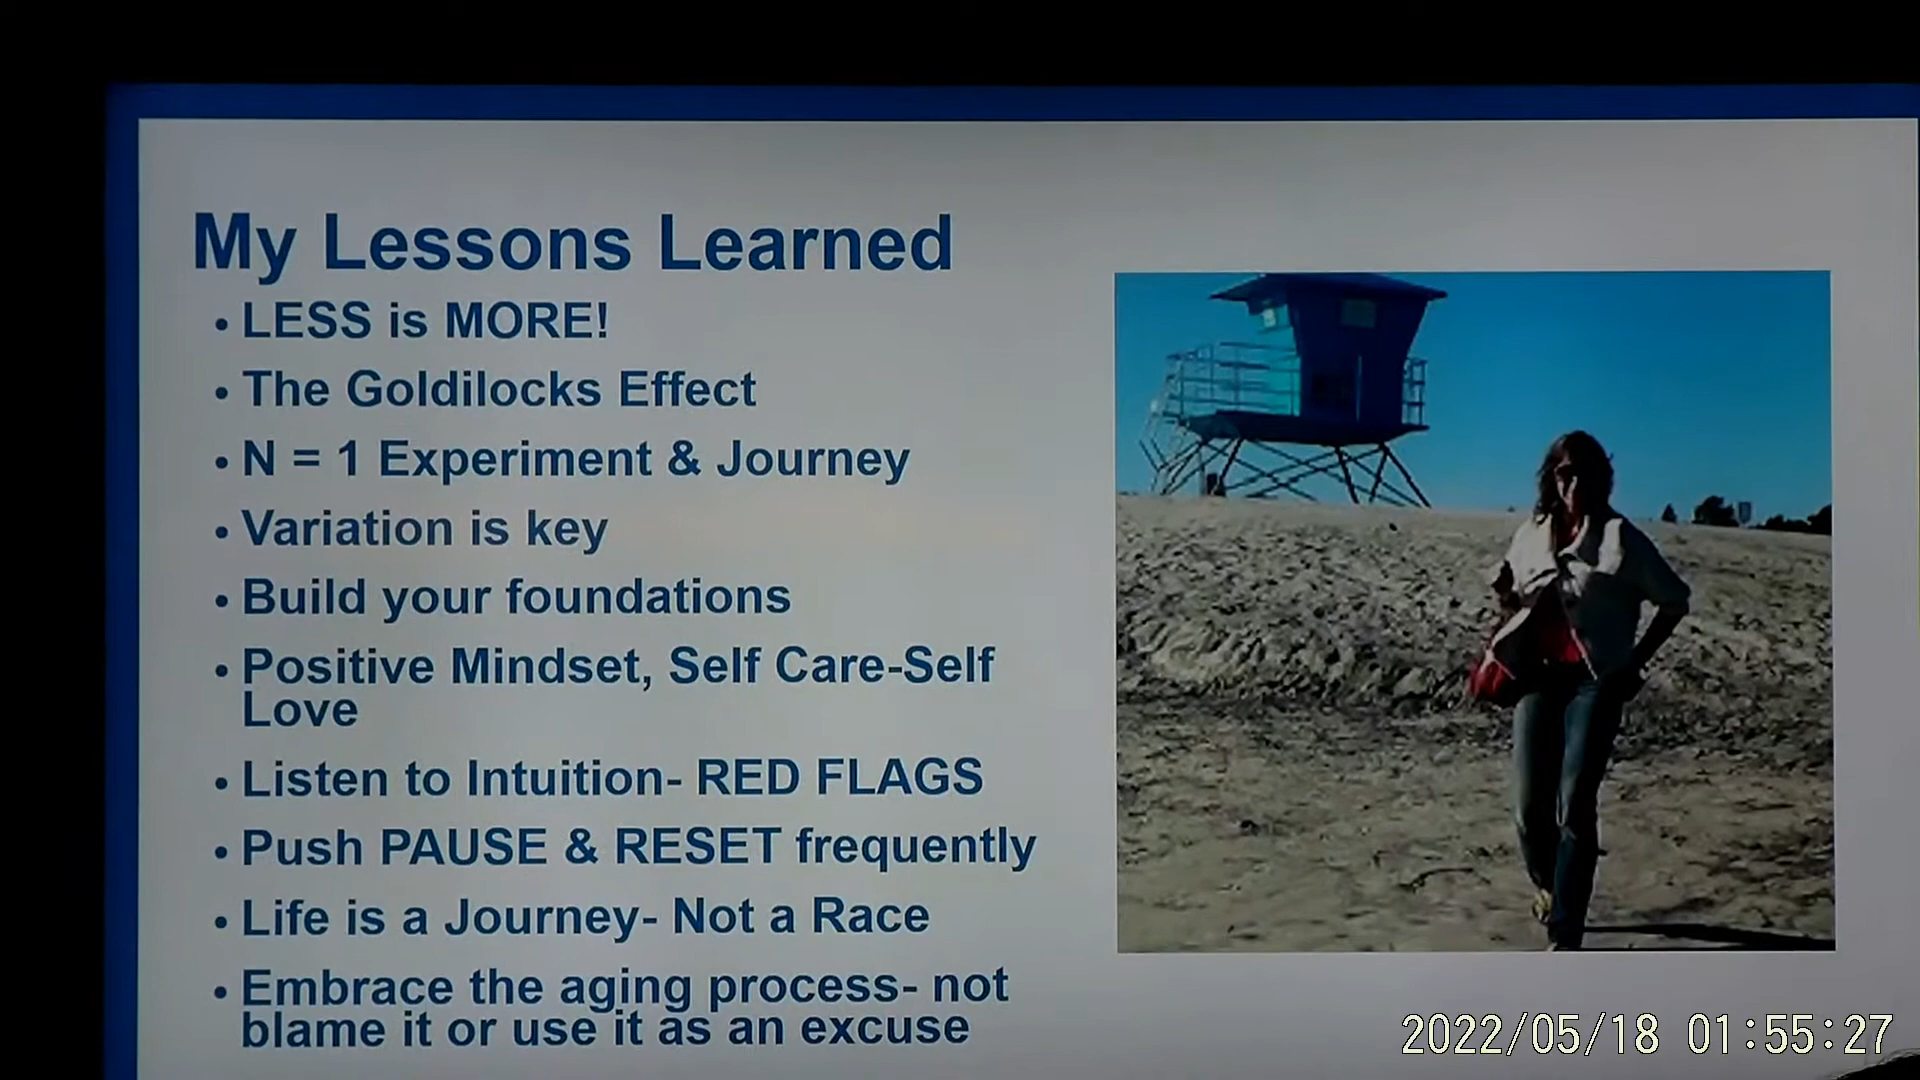 My Lessons Learned
• LESS is MORE!
• The Goldilocks Effect
• N = 1 Experiment & Journey
• Variation is key
• Build your foundations
• Positive Mindset, Self Care-Self
Love
• Listen to Intuition- RED FLAGS
• Push PAUSE & RESET frequently
• Life is a Journey- Not a Race
• Embrace the aging process- not
blame it or use it as an excuse
2022/05/18 01:55:27